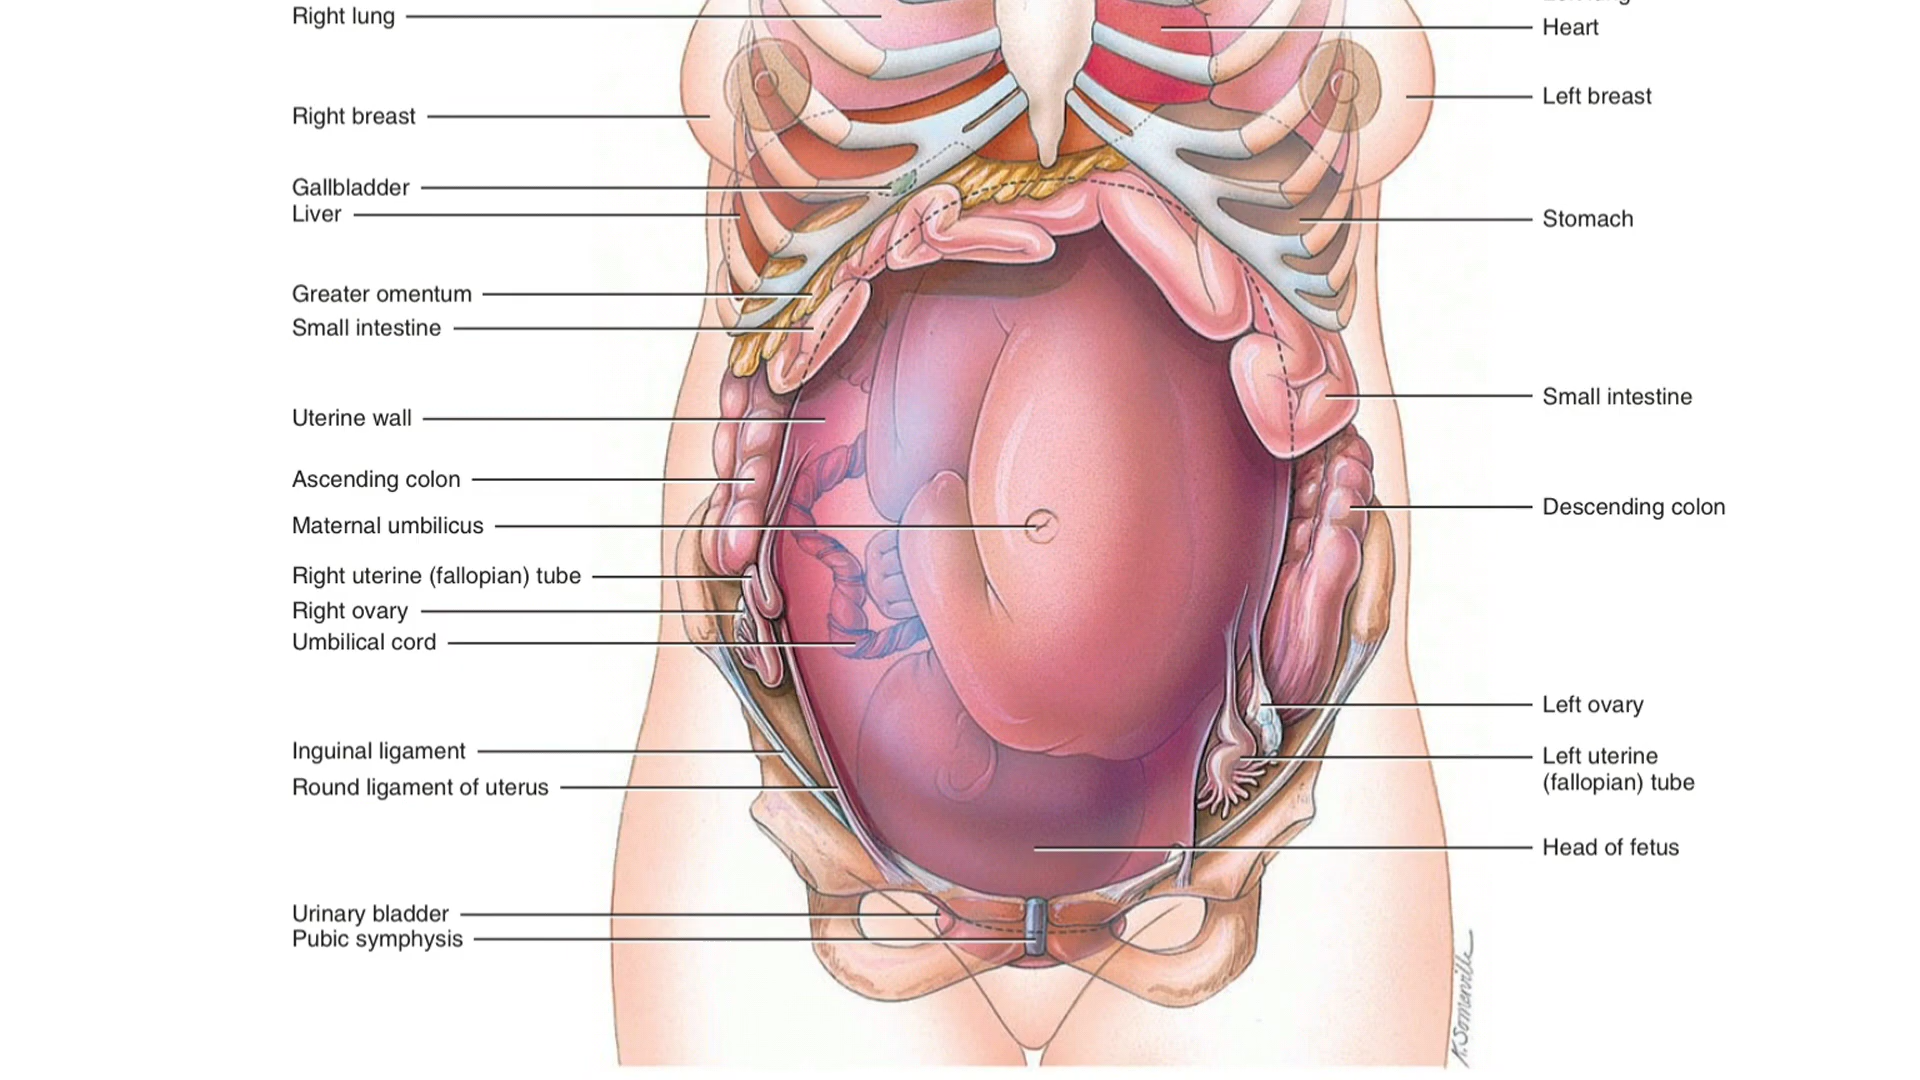 Right lung
Right breast
Gallbladder
Liver
Greater omentum
Small intestine
Uterine wall
Ascending colon
Maternal umbilicus
Right uterine (fallopian) tube
Right ovary
Umbilical cord
Inguinal ligament
Round ligament of uterus
Urinary bladder
Pubic symphysis
Heart
Left breast
Stomach
Small intestine
Descending colon
Left ovary
Left uterine
(fallopian) tube
Head of fetus
K. Somerville